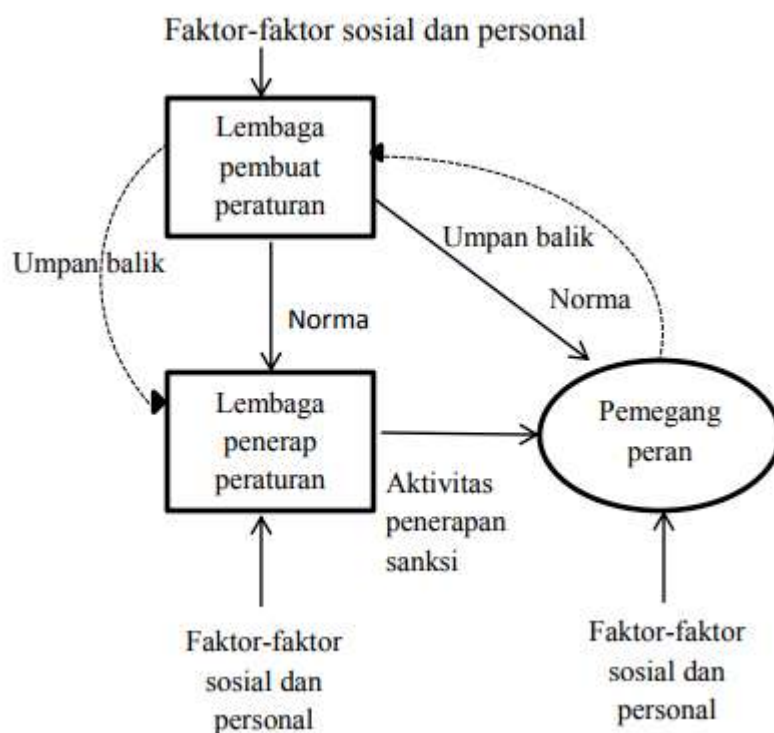 Faktor-faktor sosial dan personal
Lembaga
pembuat
peraturan
Umpan balik
Umpan balik
Norma
Norma
Lembaga
penerap
peraturan
Pemegang
peran
Aktivitas
penerapan
sanksi
Faktor-faktor
sosial dan
personal
Faktor-faktor
sosial dan
personal